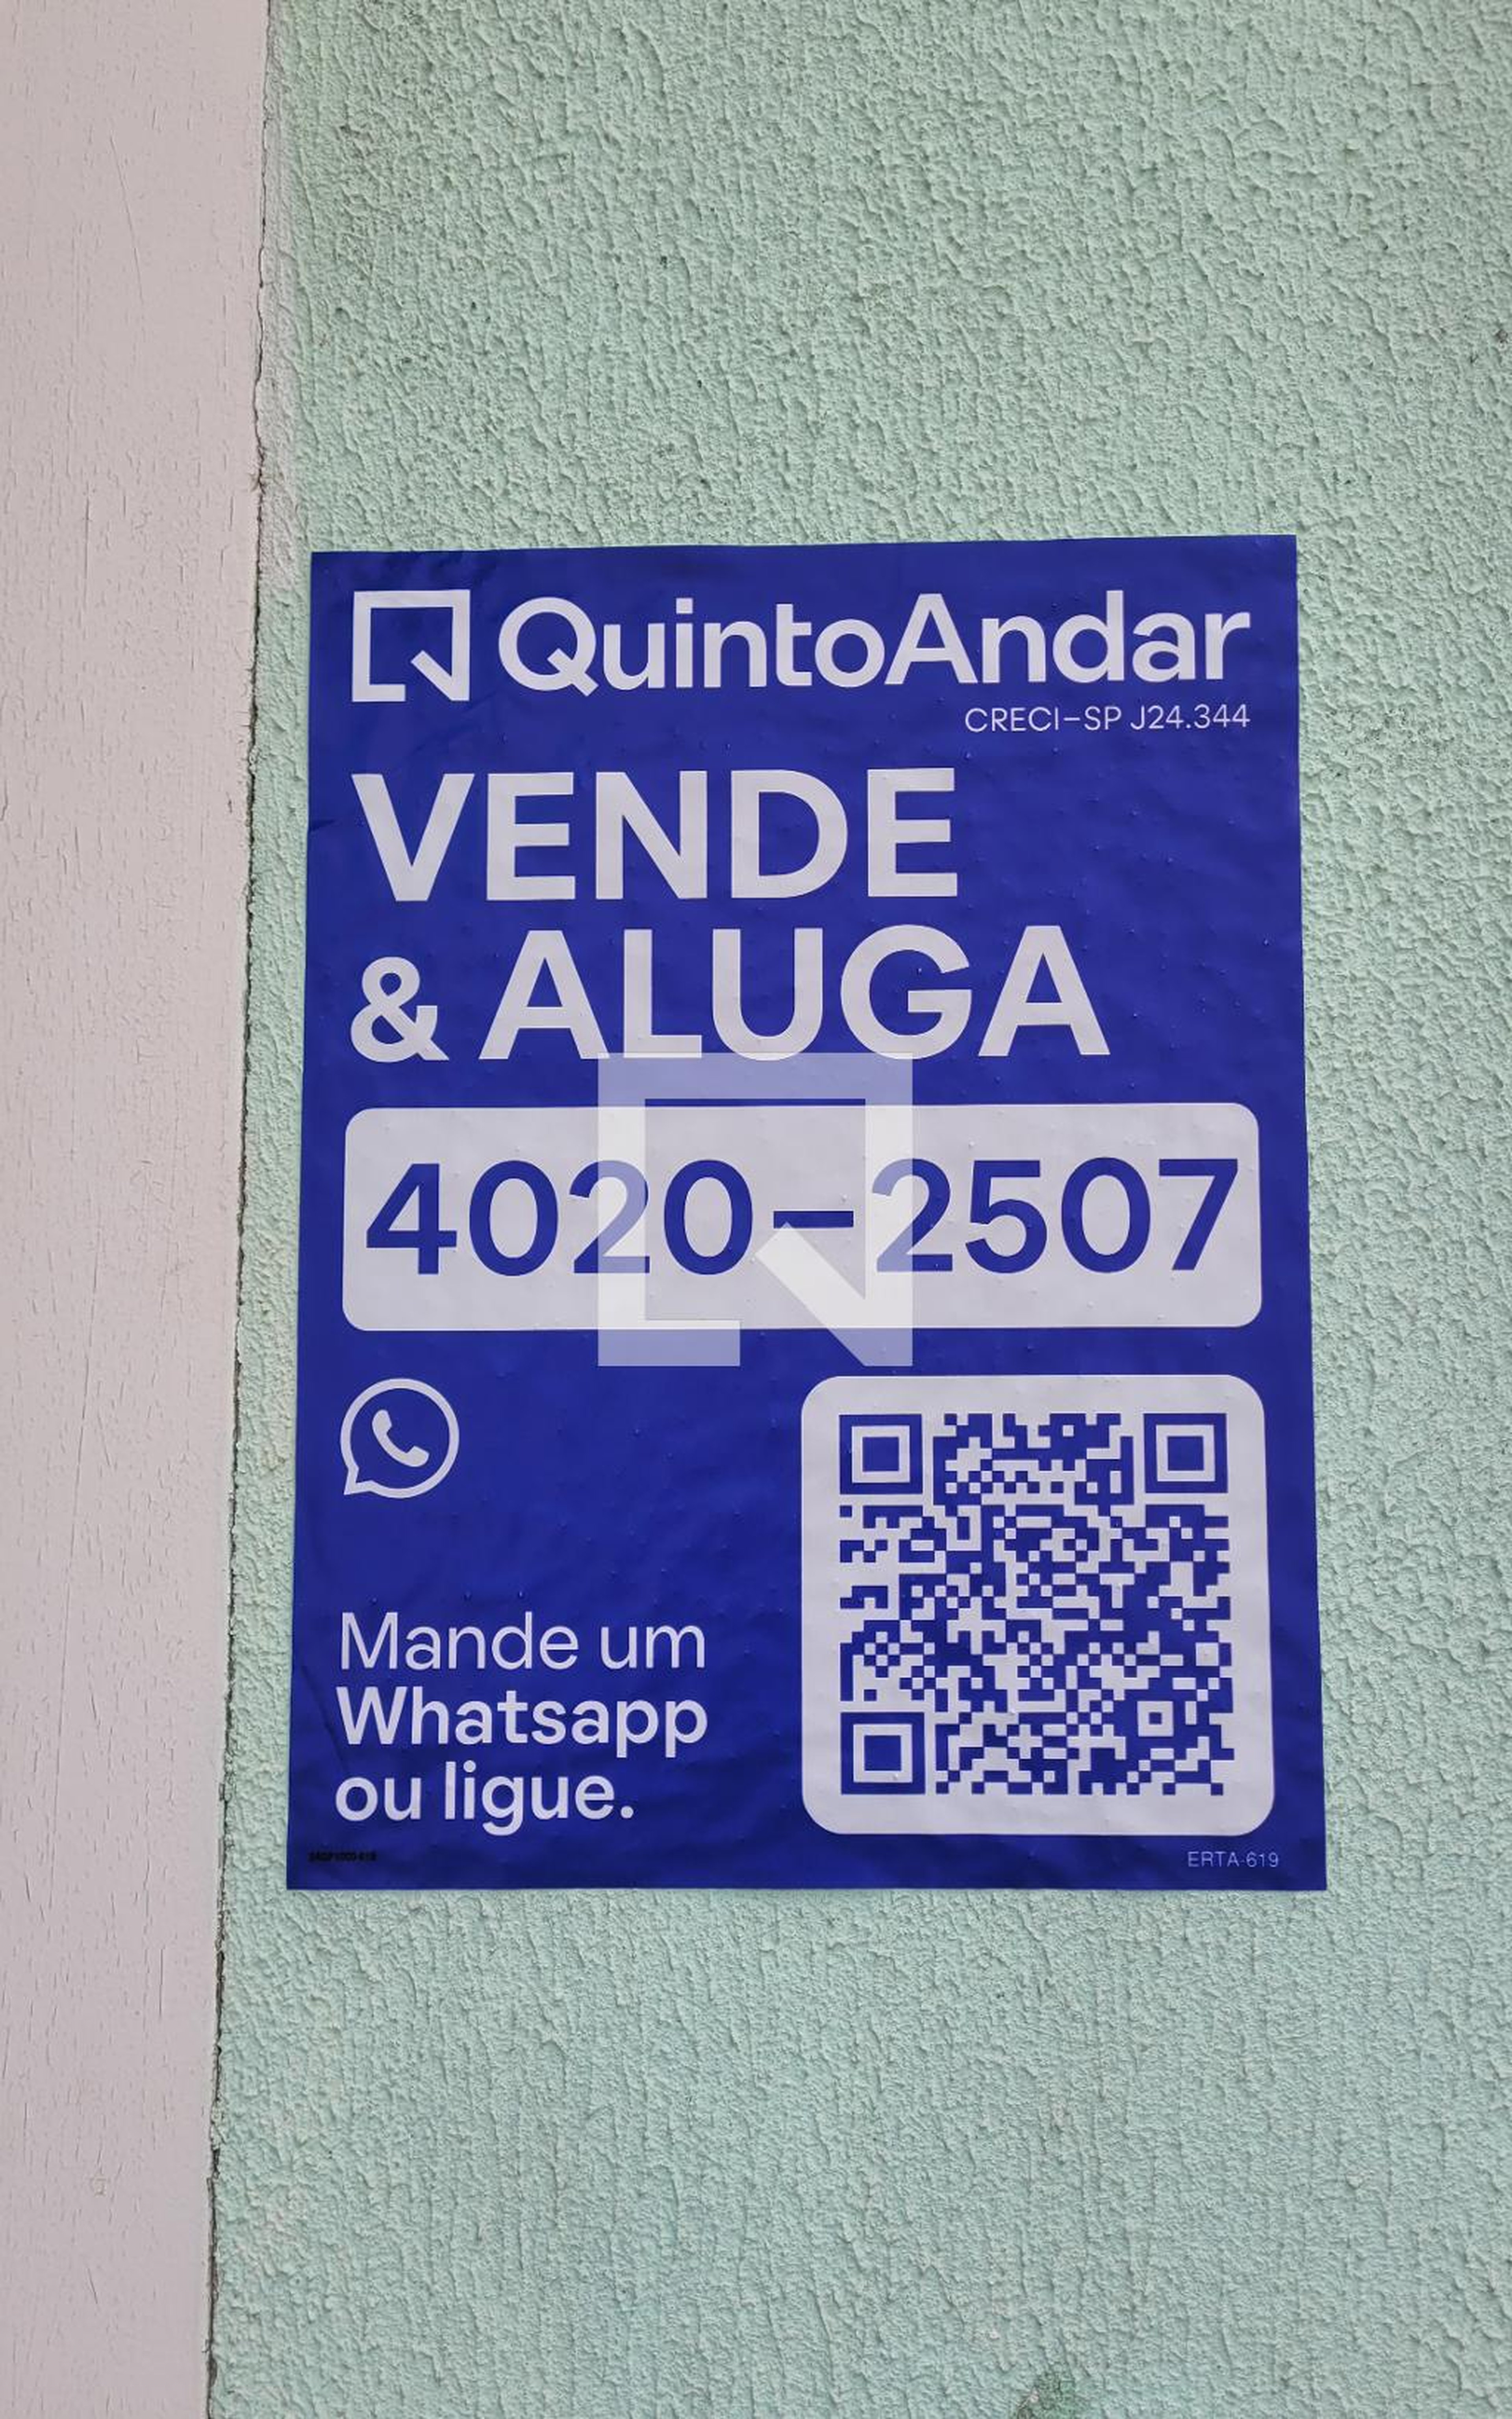 QuintoAndar
CRECI-SP J24.344
VENDE
& ALUGA
4020-2507
Mande um
Whatsapp
ou ligue.
ERTA-619